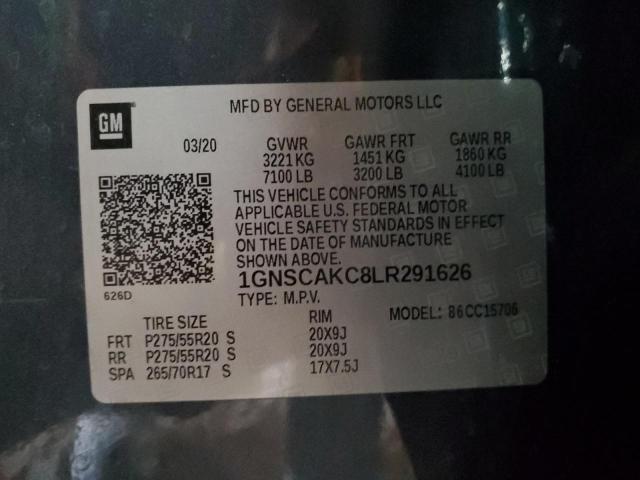 GM
MFD BY GENERAL MOTORS LLC
03/20 GVWR GAWR FRT GAWR RR
3221 KG 1451 KG 1860 KG
7100 LB 3200 LB 4100 LB
THIS VEHICLE CONFORMS TO ALL
APPLICABLE U.S. FEDERAL MOTOR
VEHICLE SAFETY STANDARDS IN EFFECT
ON THE DATE OF MANUFACTURE
SHOWN ABOVE.
626D
1GNSCAKC8LR291626
TYPE: M.P.V. MODEL: 86CC15706
TIRE SIZE RIM
FRT P275/55R20 S 20X9J
RR P275/55R20 S 20X9J
SPA 265/70R17 S 17X7.5J